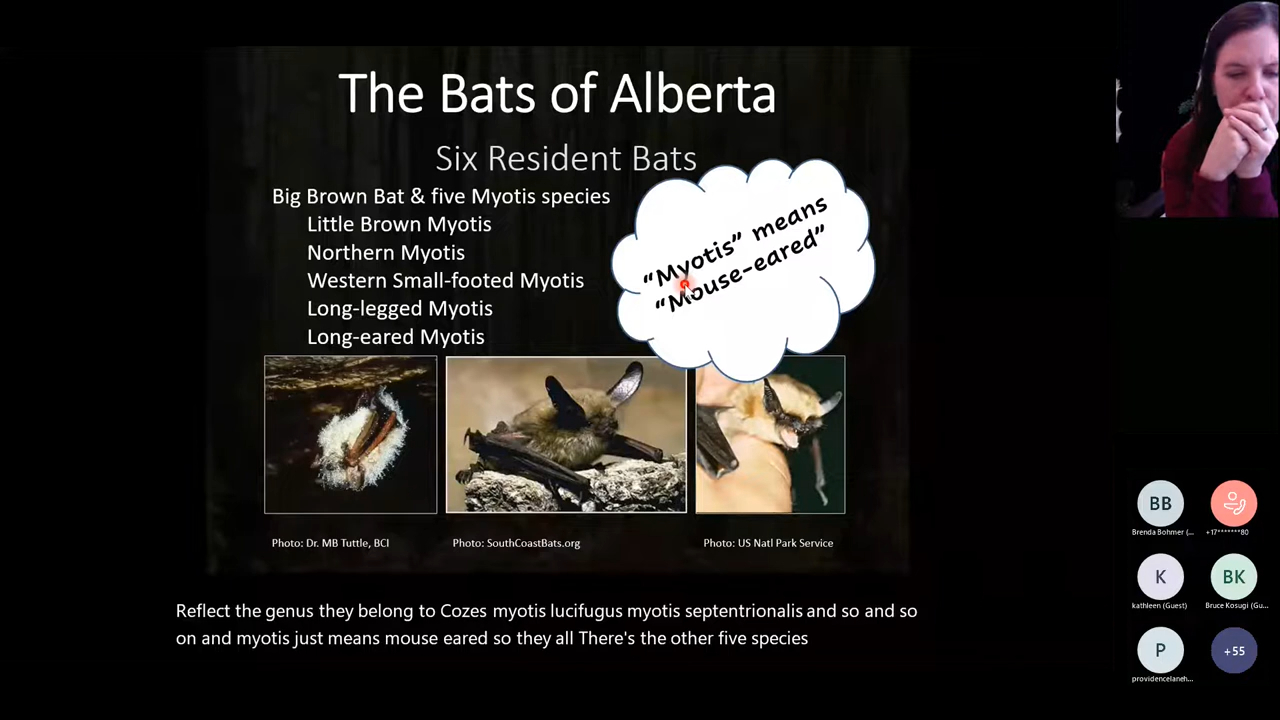 The Bats of Alberta
Six Resident Bats
Big Brown Bat & five Myotis species
Little Brown Myotis
Northern Myotis
Western Small-footed Myotis
Long-legged Myotis
Long-eared Myotis
“Myotis” means
“Mouse-eared”
Photo: Dr. MB Tuttle, BCI
Photo: SouthCoastBats.org
Photo: US Natl Park Service
Reflect the genus they belong to Cozes myotis lucifugus myotis septentrionalis and so and so
on and myotis just means mouse eared so they all There's the other five species
BB
Brenda Bohmer (...
+17*******80
K
kathleen (Guest)
BK
Bruce Kosugi (Gu...
P
providencelaneh...
+55